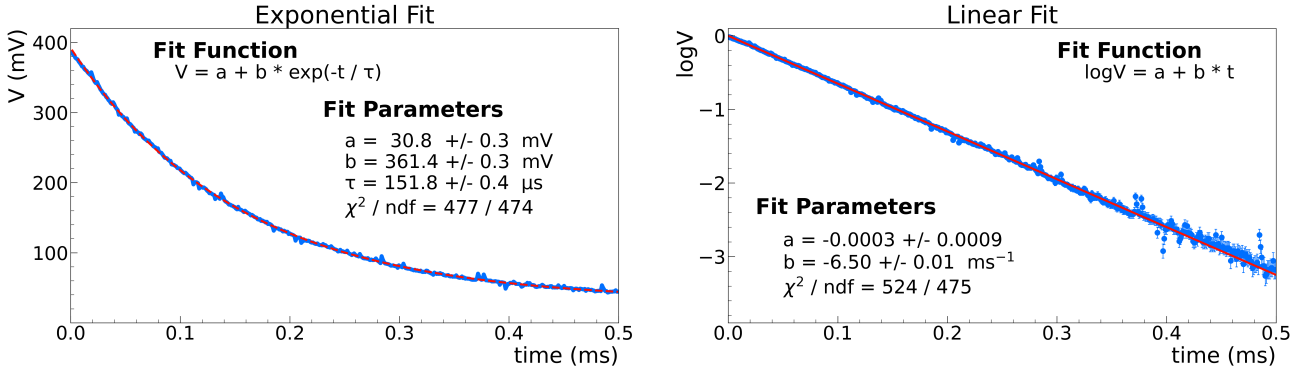 Exponential Fit
V (mV)
400
300
200
100
Fit Function
V = a + b * exp(-t / τ)
Fit Parameters
a = 30.8 +/- 0.3 mV
b = 361.4 +/- 0.3 mV
τ = 151.8 +/- 0.4 μs
χ² / ndf = 477 / 474
0.0 0.1 0.2 0.3 0.4 0.5
time (ms)
Linear Fit
logV
0
−1
−2
−3
Fit Function
logV = a + b * t
Fit Parameters
a = -0.0003 +/- 0.0009
b = -6.50 +/- 0.01 ms⁻¹
χ² / ndf = 524 / 475
0.0 0.1 0.2 0.3 0.4 0.5
time (ms)